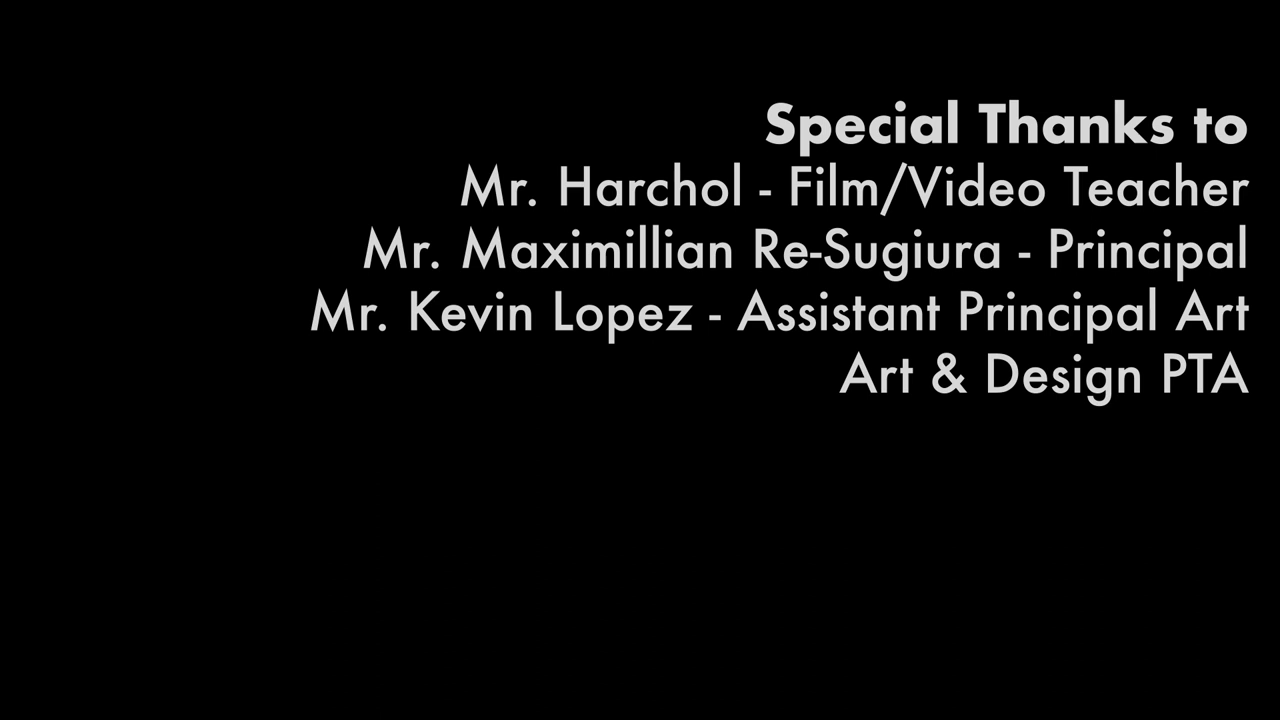 Special Thanks to
Mr. Harchol - Film/Video Teacher
Mr. Maximillian Re-Sugiura - Principal
Mr. Kevin Lopez - Assistant Principal Art
Art & Design PTA